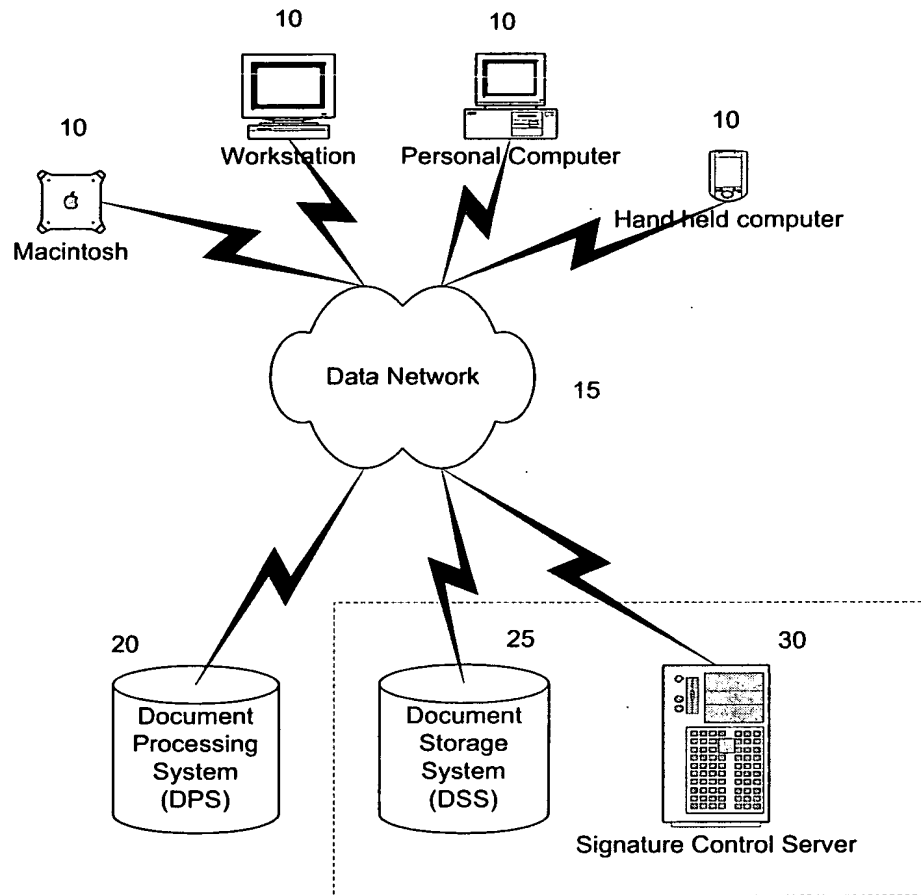 10
10
10
10
Workstation
Personal Computer
Hand held computer
Macintosh
Data Network
15
20
25
30
Document
Processing
System
(DPS)
Document
Storage
System
(DSS)
Signature Control Server